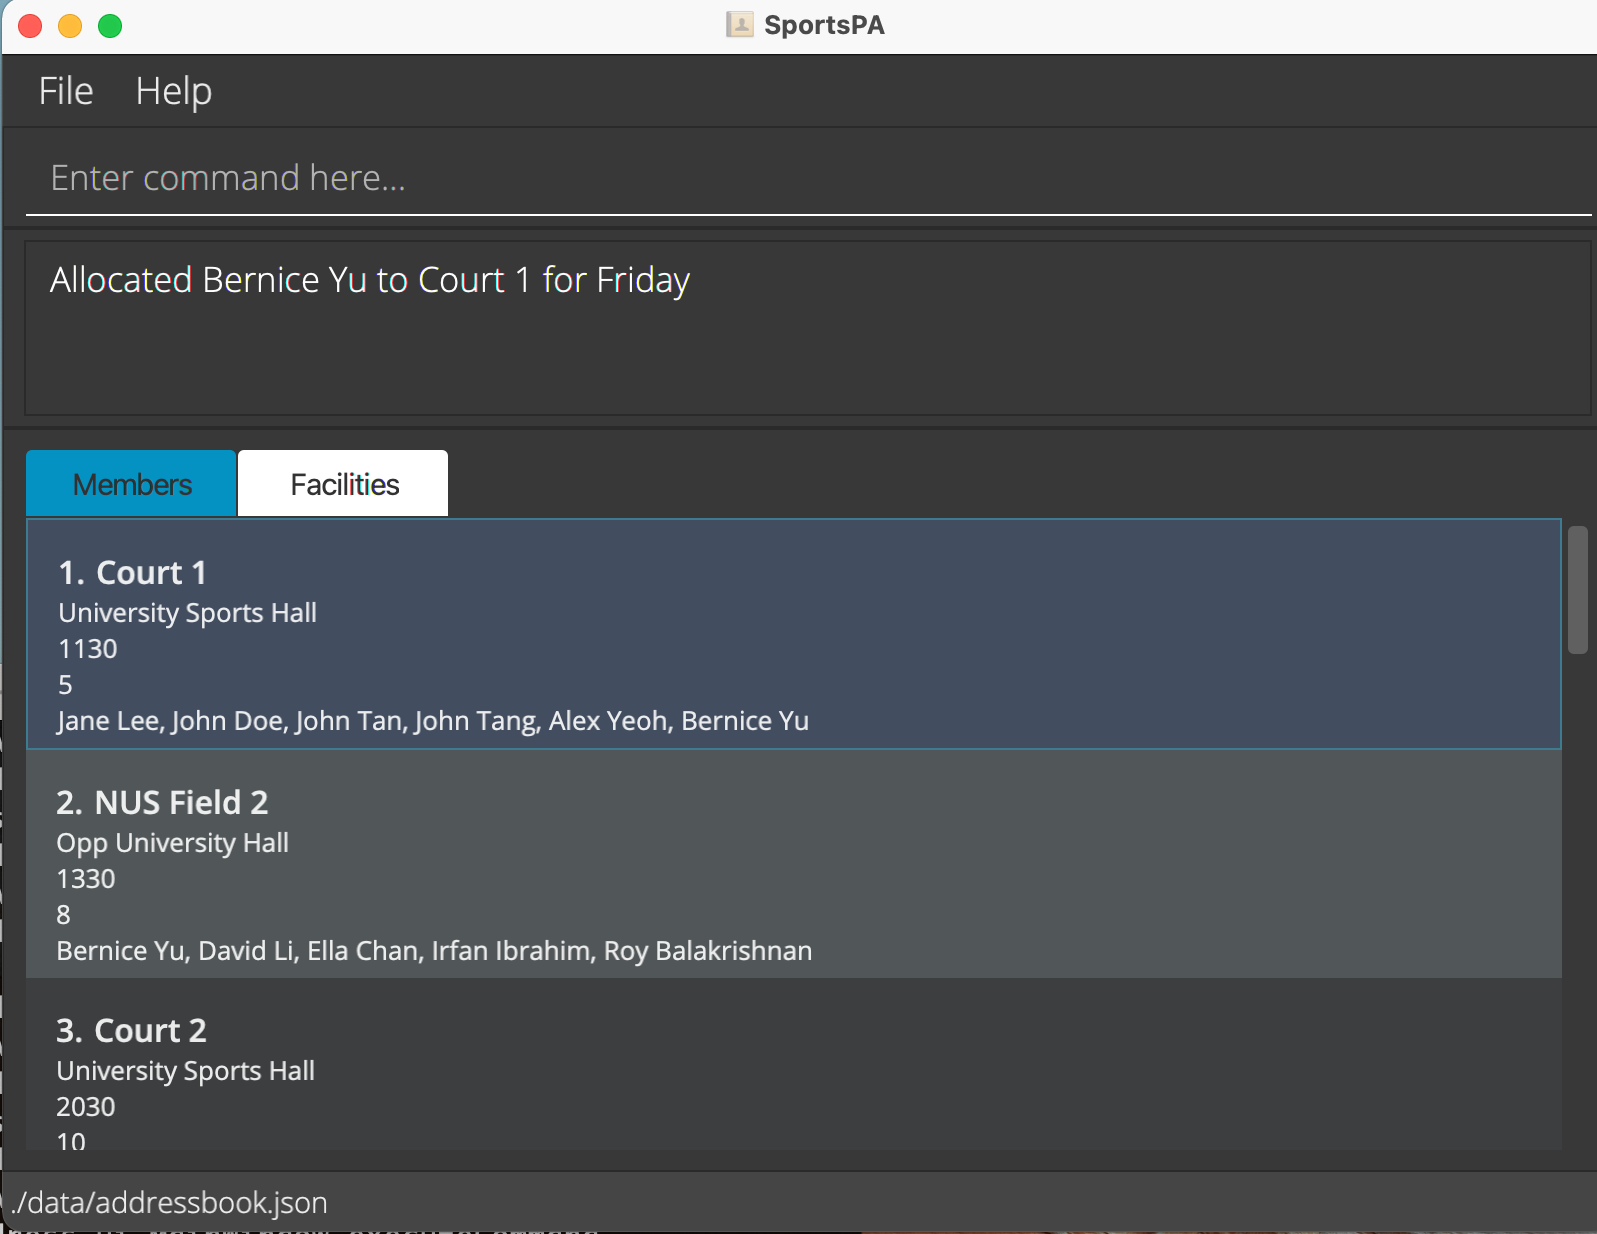 SportsPA
File Help
Enter command here...
Allocated Bernice Yu to Court 1 for Friday
Members Facilities
1. Court 1
University Sports Hall
1130
5
Jane Lee, John Doe, John Tan, John Tang, Alex Yeoh, Bernice Yu
2. NUS Field 2
Opp University Hall
1330
8
Bernice Yu, David Li, Ella Chan, Irfan Ibrahim, Roy Balakrishnan
3. Court 2
University Sports Hall
2030
10
./data/addressbook.json